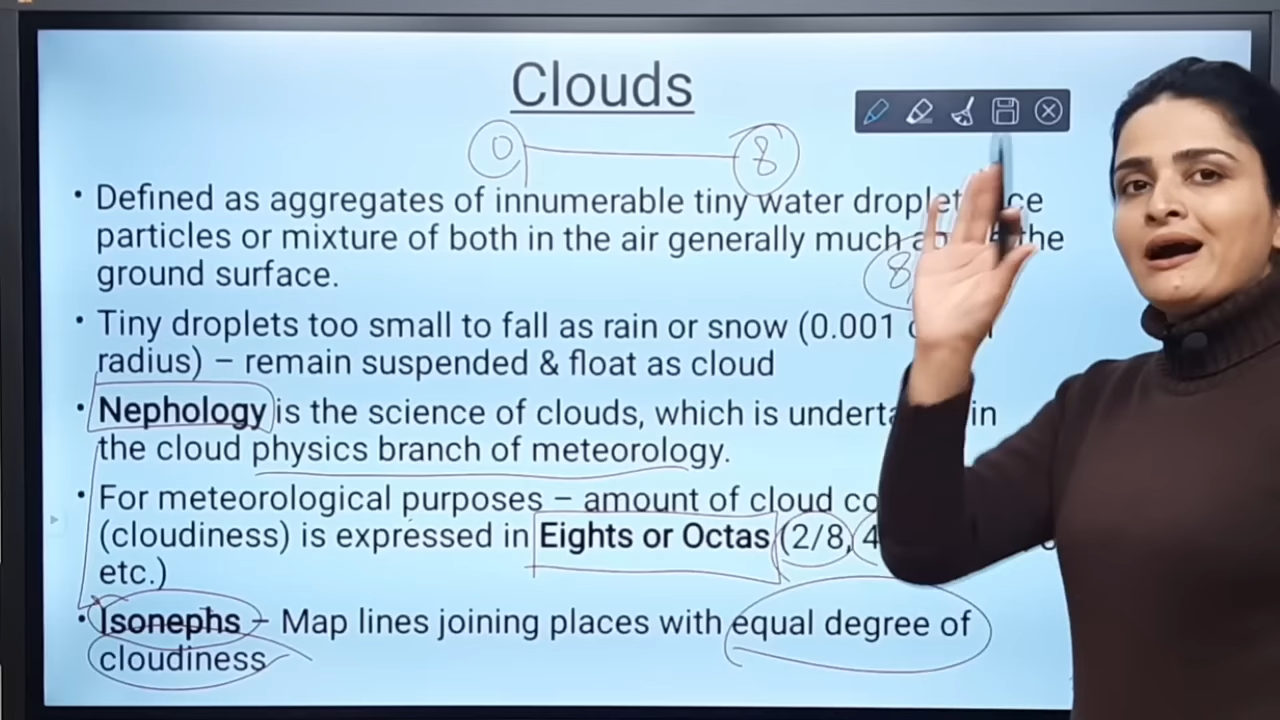 Clouds
0 8
• Defined as aggregates of innumerable tiny water
particles or mixture of both in the air generally much the
8
ground surface.
• Tiny droplets too small to fall as rain or snow (0.001
radius) – remain suspended & float as cloud
• Nephology is the science of clouds, which is in
the cloud physics branch of meteorology.
• For meteorological purposes – amount of cloud
(cloudiness) is expressed in Eights or Octas (2/8,
etc.)
• Isonephs – Map lines joining places with equal degree of
cloudiness